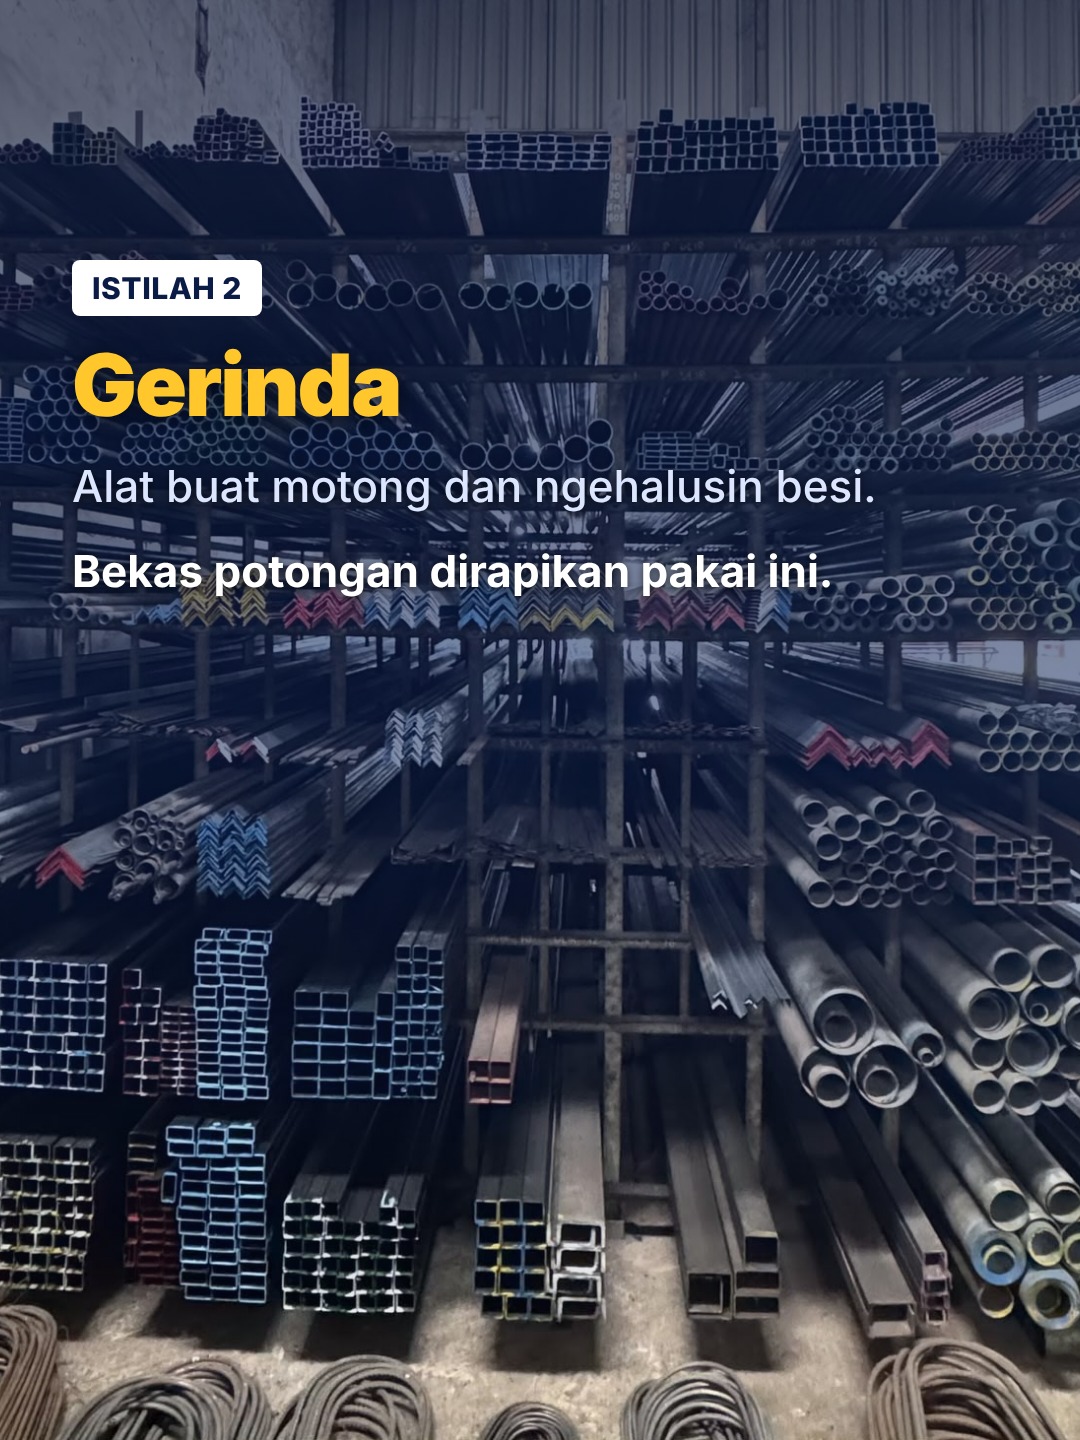 ISTILAH 2
Gerinda
Alat buat motong dan ngehalusin besi.
Bekas potongan dirapikan pakai ini.